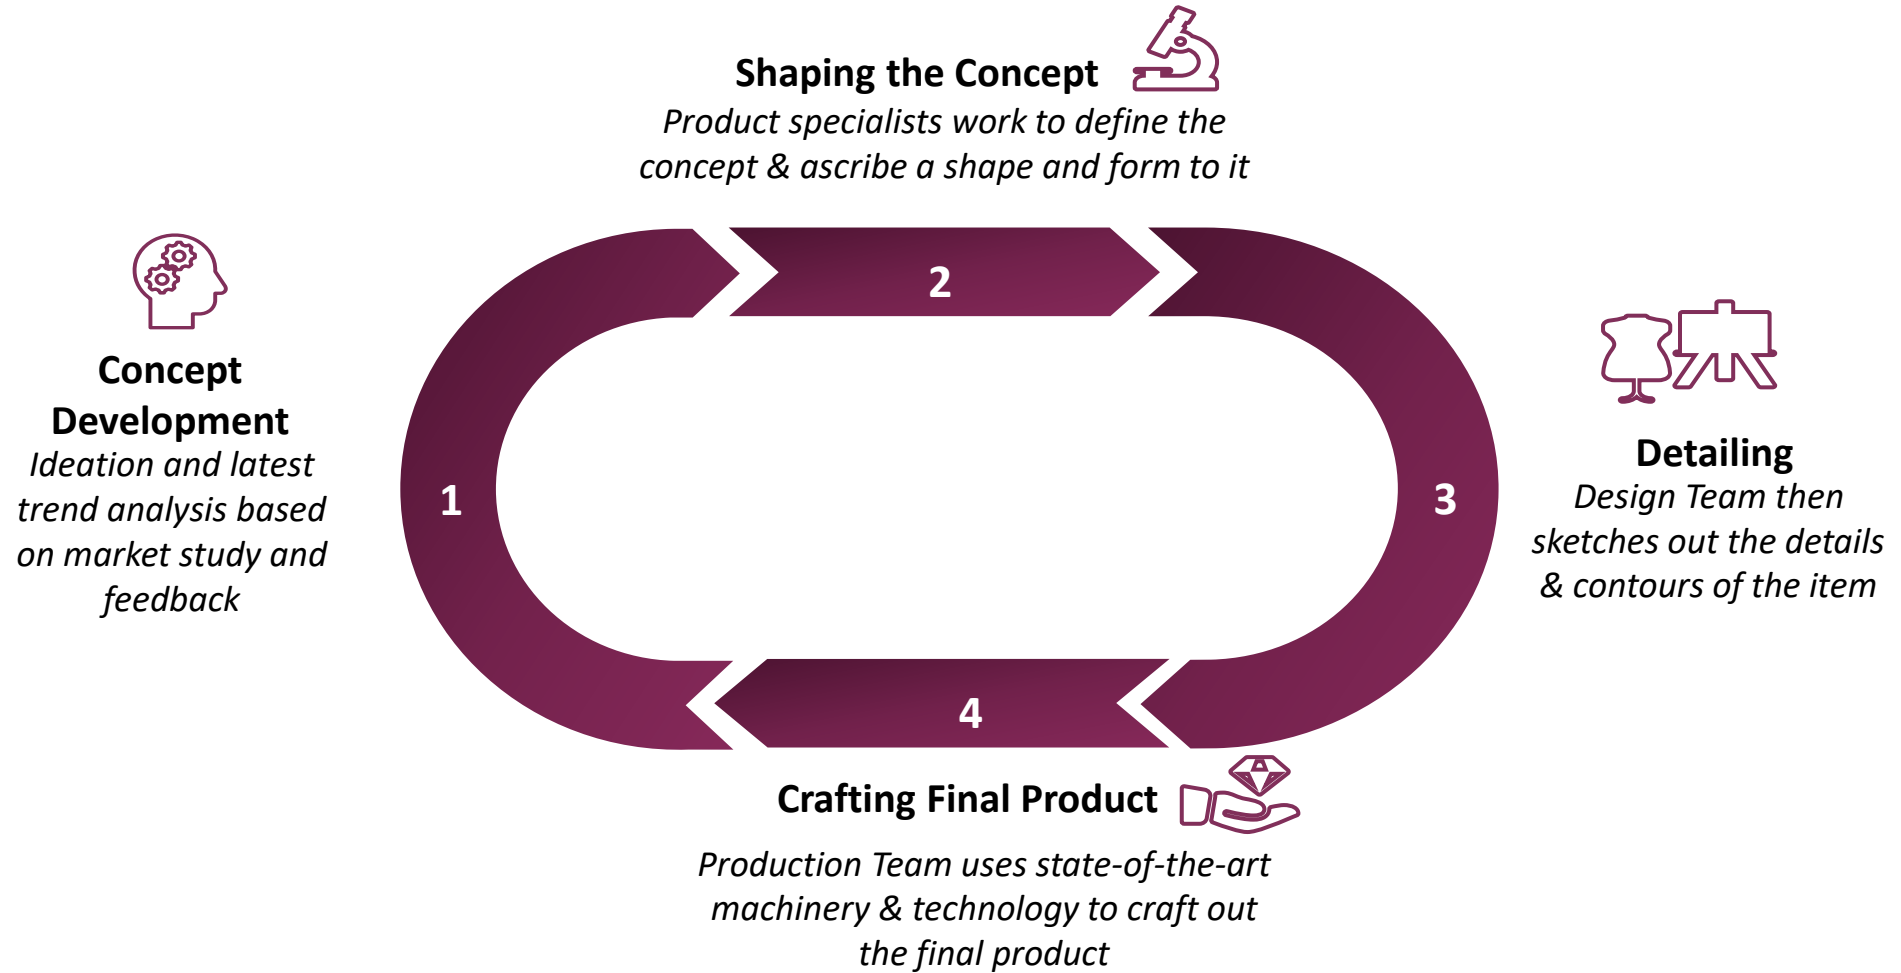 Shaping the Concept
Product specialists work to define the
concept & ascribe a shape and form to it
Concept
Development
Ideation and latest
trend analysis based
on market study and
feedback
1
2
3
4
Detailing
Design Team then
sketches out the details
& contours of the item
Crafting Final Product
Production Team uses state-of-the-art
machinery & technology to craft out
the final product